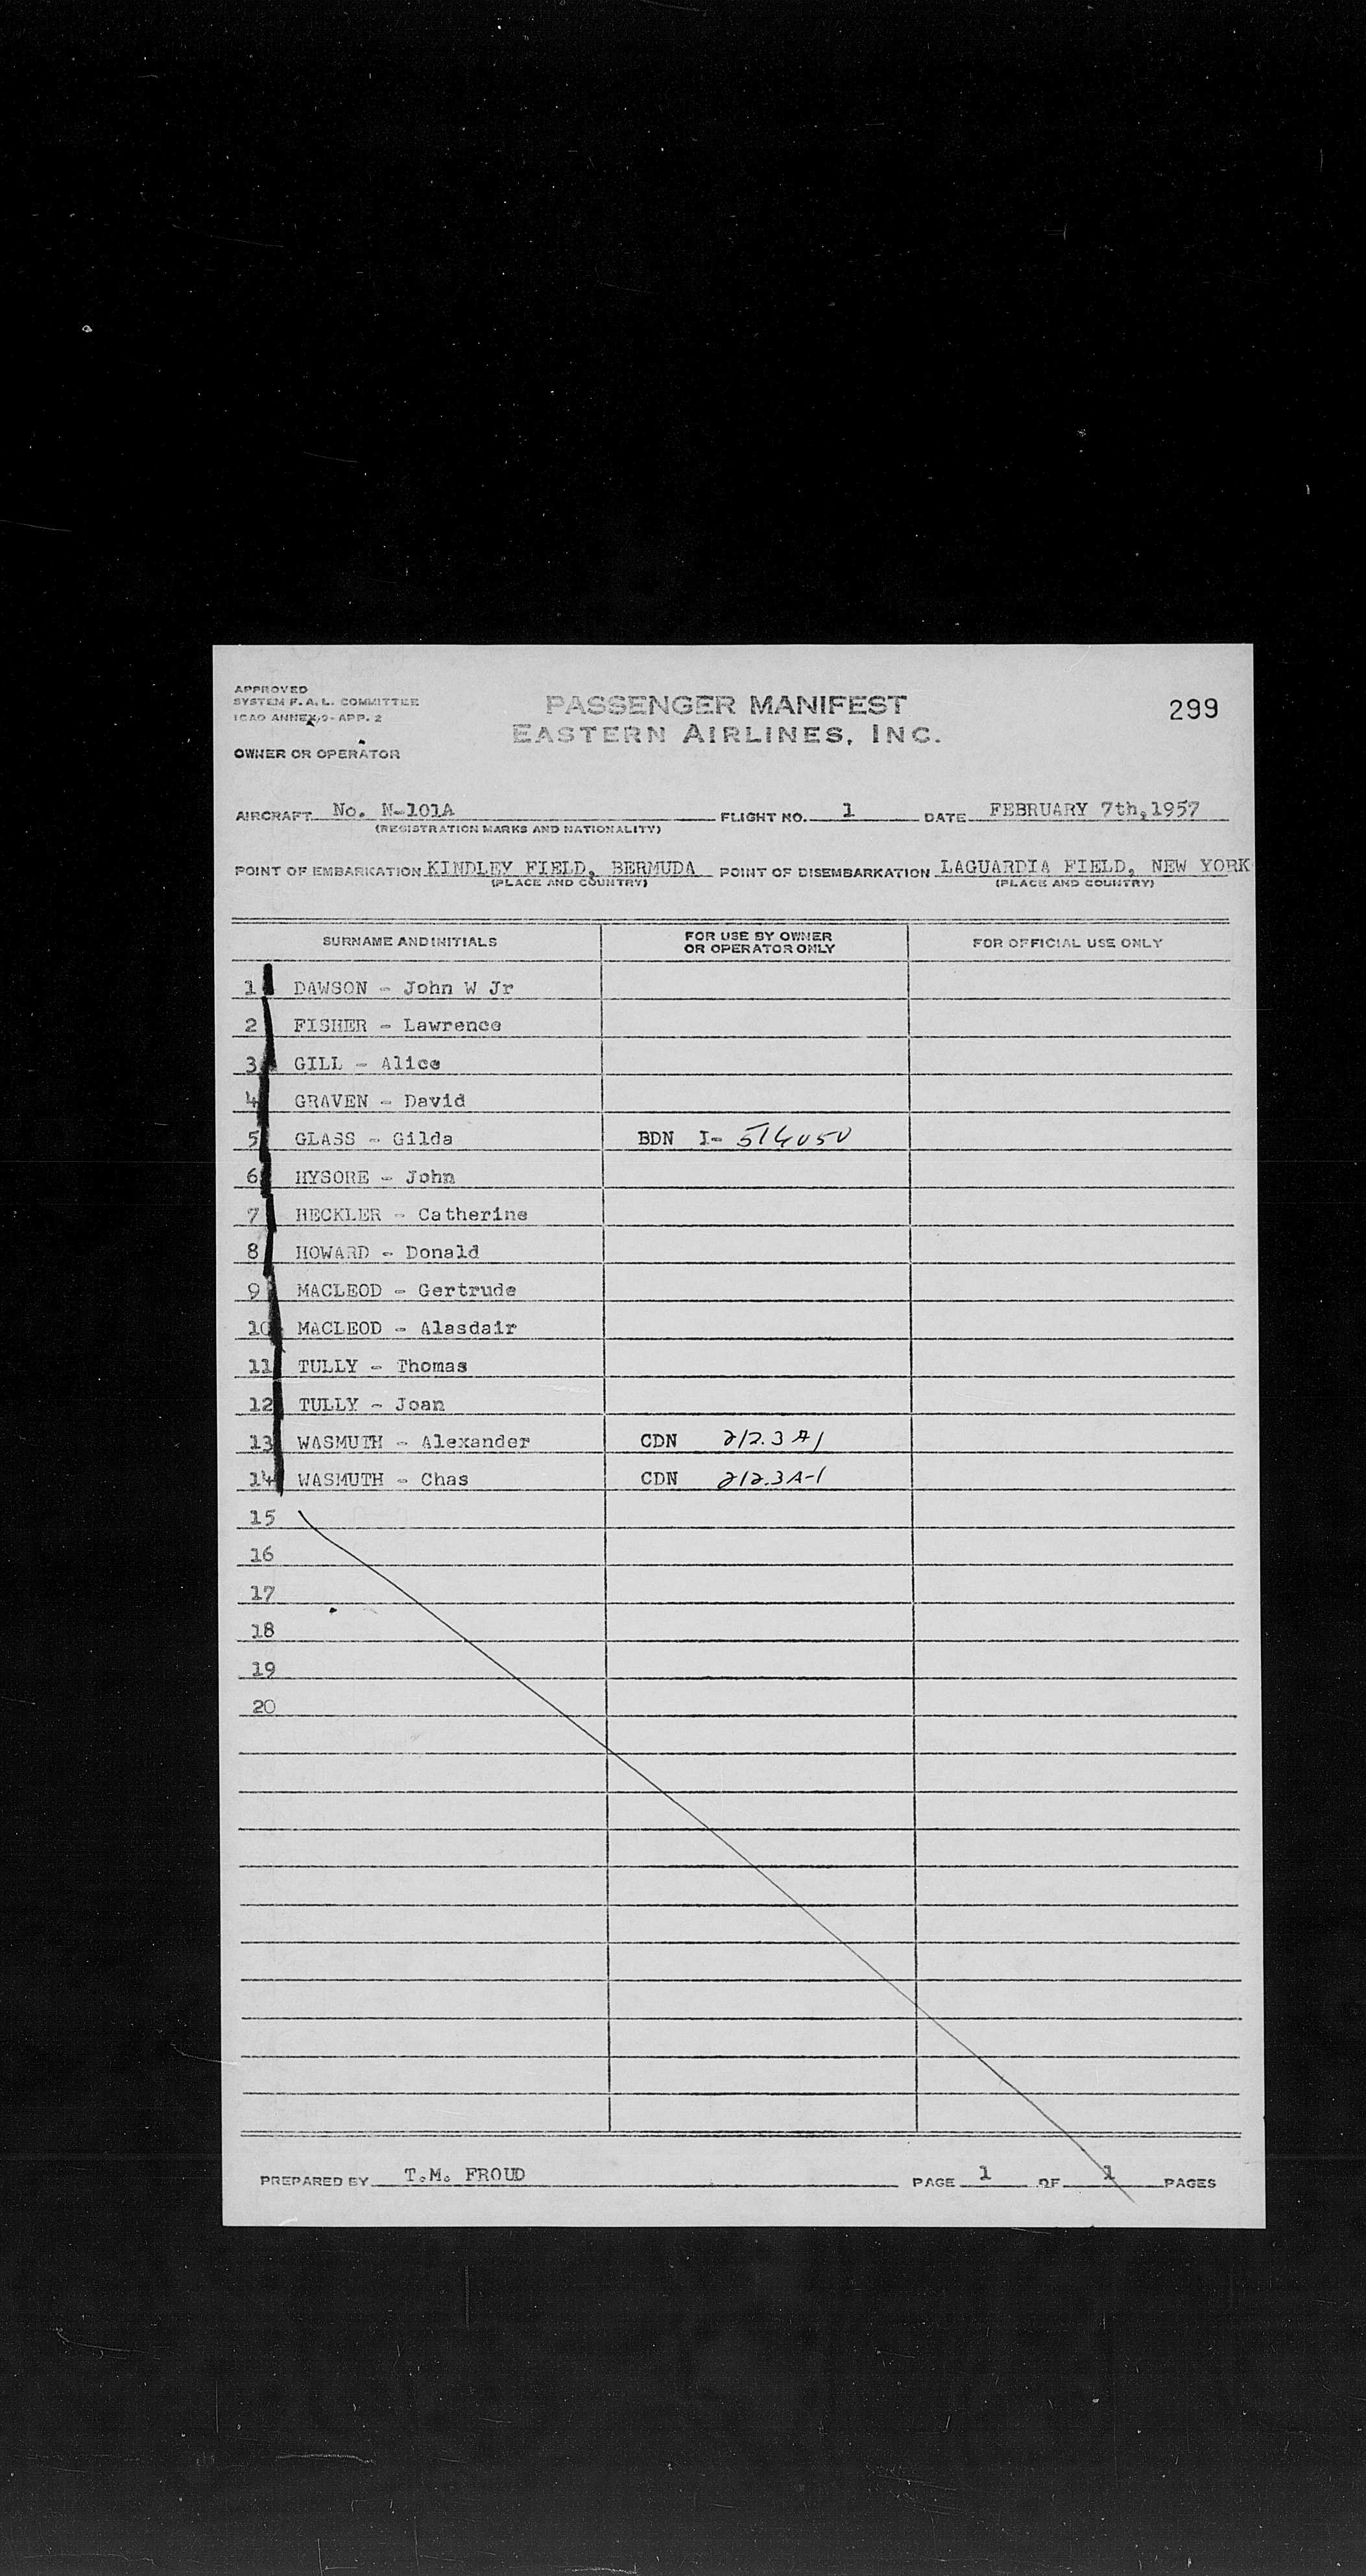 APPROVED
SYSTEM F. A. L. COMMITTEE
ICAO ANNEX 9 - APP. 2
PASSENGER MANIFEST
EASTERN AIRLINES, INC.
299
OWNER OR OPERATOR
AIRCRAFT No. N-101A FLIGHT NO. 1 DATE FEBRUARY 7th,1957
(REGISTRATION MARKS AND NATIONALITY)
POINT OF EMBARKATION KINDLEY FIELD, BERMUDA POINT OF DISEMBARKATION LAGUARDIA FIELD, NEW YORK
(PLACE AND COUNTRY) (PLACE AND COUNTRY)
SURNAME AND INITIALS FOR USE BY OWNER OR OPERATOR ONLY FOR OFFICIAL USE ONLY
1 DAWSON - John W Jr
2 FISHER - Lawrence
3 GILL - Alice
4 GRAVEN - David
5 GLASS - Gilda BDN I-
6 HYSORE - John
7 HECKLER - Catherine
8 HOWARD - Donald
9 MACLEOD - Gertrude
10 MACLEOD - Alasdair
11 TULLY - Thomas
12 TULLY - Joan
13 WASMUTH - Alexander CDN 212.3 A1
14 WASMUTH - Chas CDN 212.3A-1
15
16
17
18
19
20
PREPARED BY T.M. FROUD PAGE 1 OF 1 PAGES